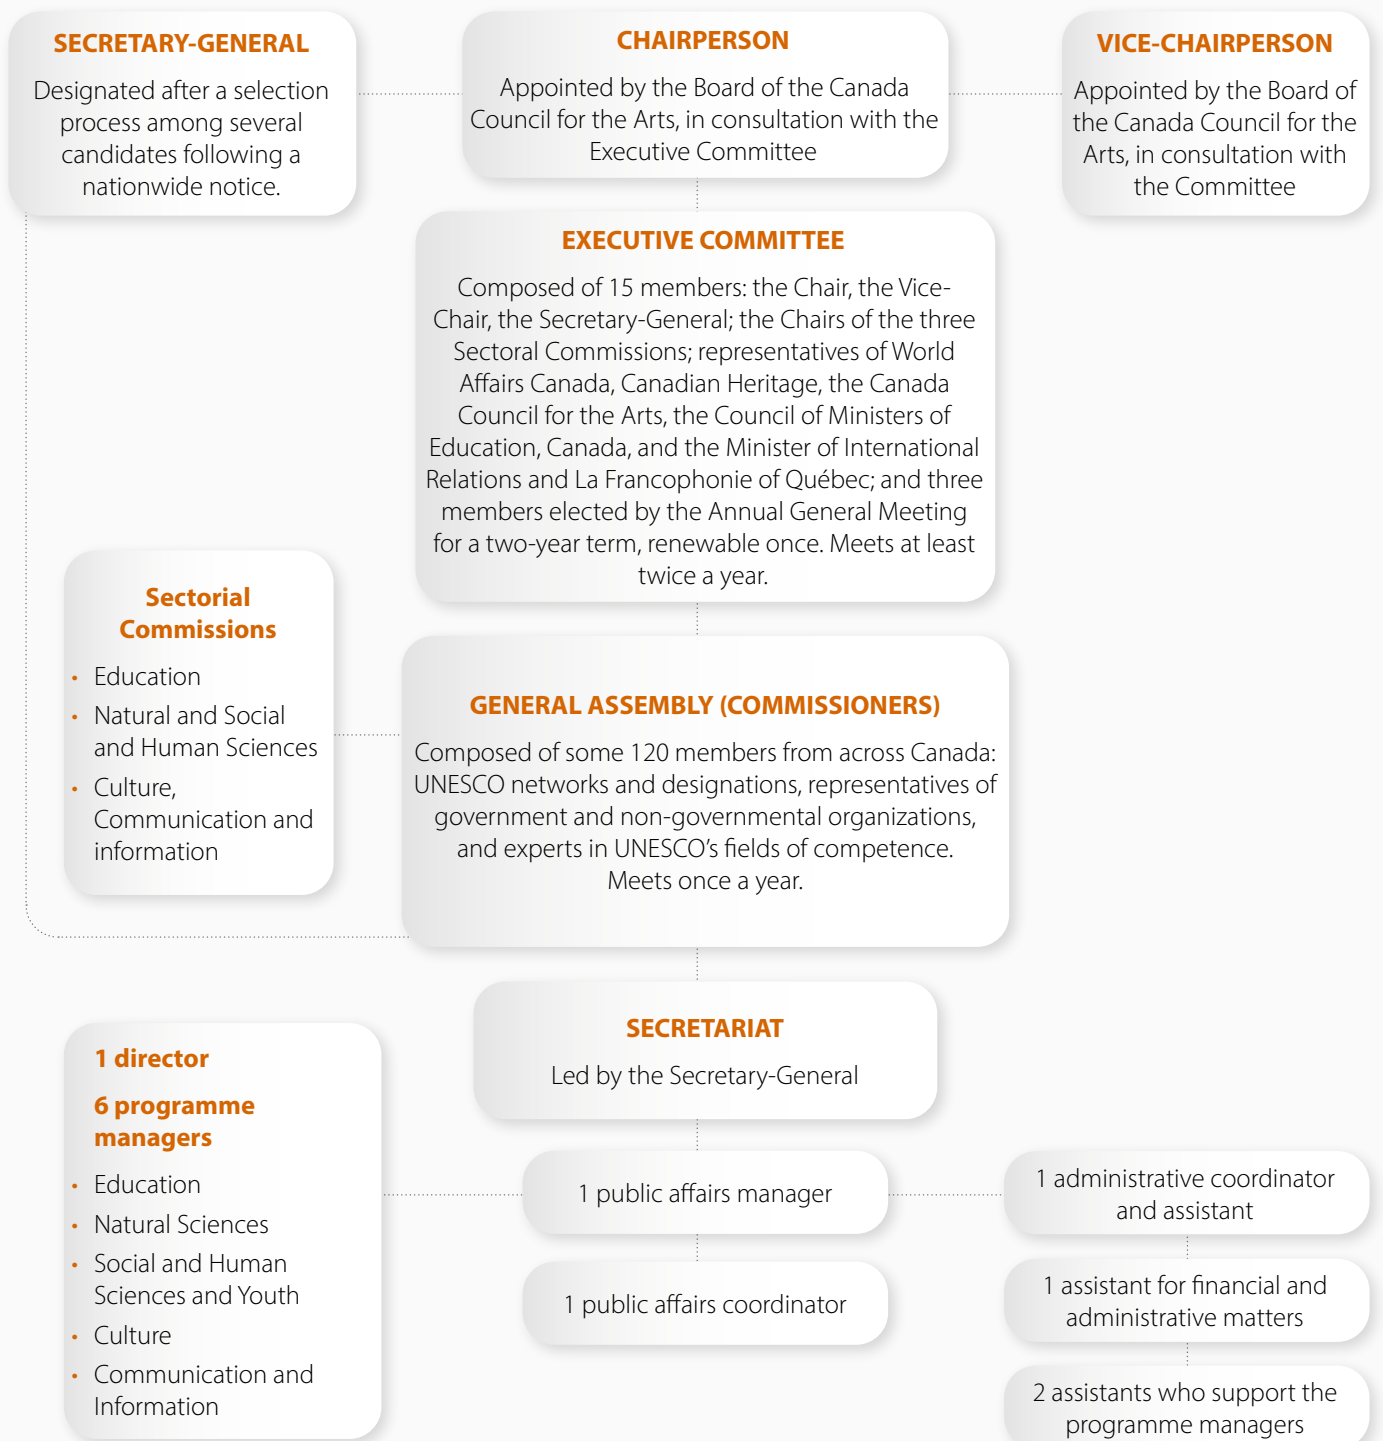 SECRETARY-GENERAL
Designated after a selection
process among several
candidates following a
nationwide notice.
CHAIRPERSON
Appointed by the Board of the Canada
Council for the Arts, in consultation with the
Executive Committee
VICE-CHAIRPERSON
Appointed by the Board of
the Canada Council for the
Arts, in consultation with
the Committee
EXECUTIVE COMMITTEE
Composed of 15 members: the Chair, the Vice-
Chair, the Secretary-General; the Chairs of the three
Sectoral Commissions; representatives of World
Affairs Canada, Canadian Heritage, the Canada
Council for the Arts, the Council of Ministers of
Education, Canada, and the Minister of International
Relations and La Francophonie of Québec; and three
members elected by the Annual General Meeting
for a two-year term, renewable once. Meets at least
twice a year.
Sectorial
Commissions
• Education
• Natural and Social
and Human Sciences
• Culture,
Communication and
information
GENERAL ASSEMBLY (COMMISSIONERS)
Composed of some 120 members from across Canada:
UNESCO networks and designations, representatives of
government and non-governmental organizations,
and experts in UNESCO’s fields of competence.
Meets once a year.
SECRETARIAT
Led by the Secretary-General
1 director
6 programme
managers
• Education
• Natural Sciences
• Social and Human
Sciences and Youth
• Culture
• Communication and
Information
1 public affairs manager
1 public affairs coordinator
1 administrative coordinator
and assistant
1 assistant for financial and
administrative matters
2 assistants who support the
programme managers